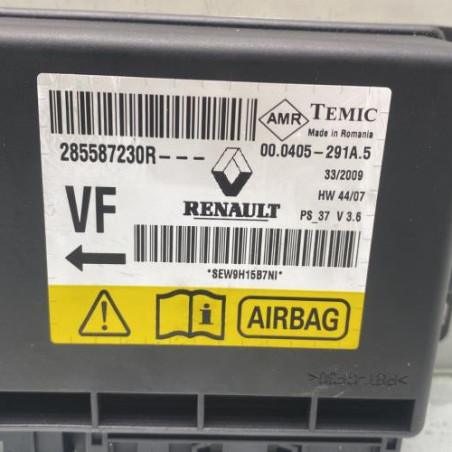 AMR TEMIC
Made in Romania
285587230R--- 00.0405-291A.5
33/2009
HW 44/07
VF RENAULT PS_37 V 3.6
*SEW9H15B7NI*
AIRBAG